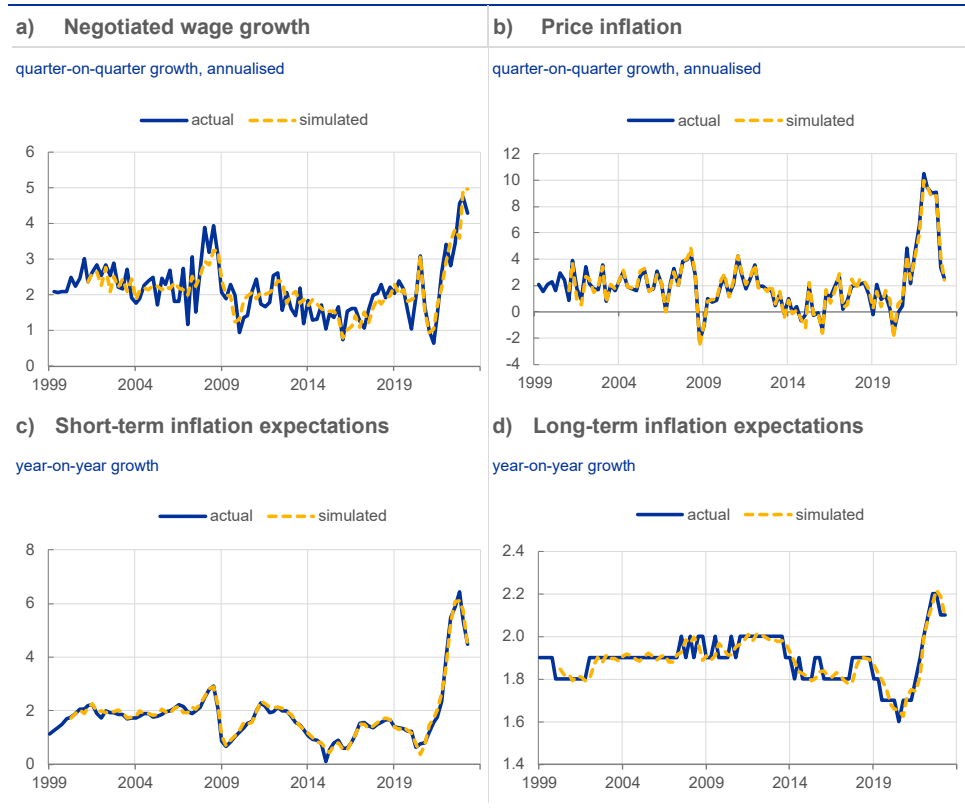 a) Negotiated wage growth
quarter-on-quarter growth, annualised
actual simulated
6
5
4
3
2
1
0
1999 2004 2009 2014 2019
b) Price inflation
quarter-on-quarter growth, annualised
actual simulated
12
10
8
6
4
2
0
-2
-4
1999 2004 2009 2014 2019
c) Short-term inflation expectations
year-on-year growth
actual simulated
8
6
4
2
0
1999 2004 2009 2014 2019
d) Long-term inflation expectations
year-on-year growth
actual simulated
2.4
2.2
2.0
1.8
1.6
1.4
1999 2004 2009 2014 2019